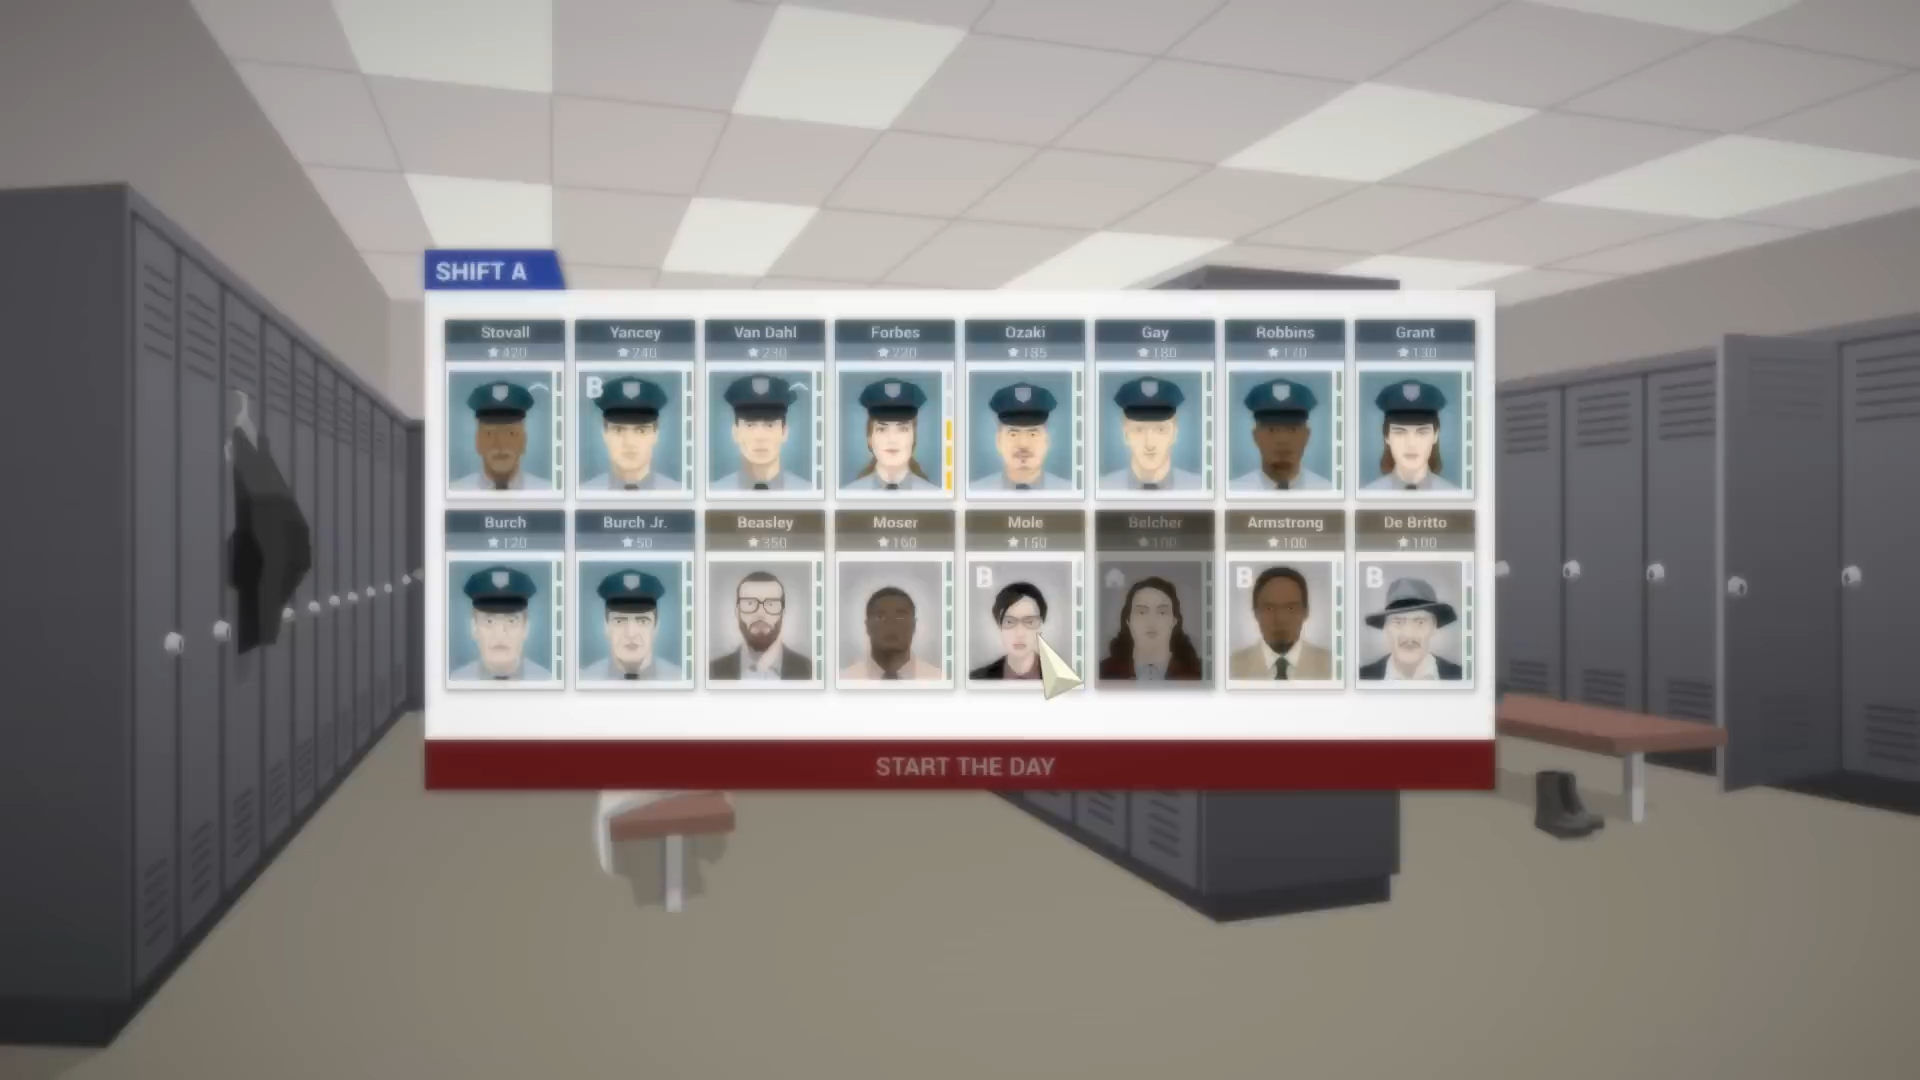 SHIFT A
Stovall Yancey Van Dahl Forbes Ozaki Gay Robbins Grant
420 240 230 220 185 180 170 130
B
Burch Burch Jr. Beasley Moser Mole Belcher Armstrong De Britto
120 50 350 160 150 100 100 100
B A B B
START THE DAY